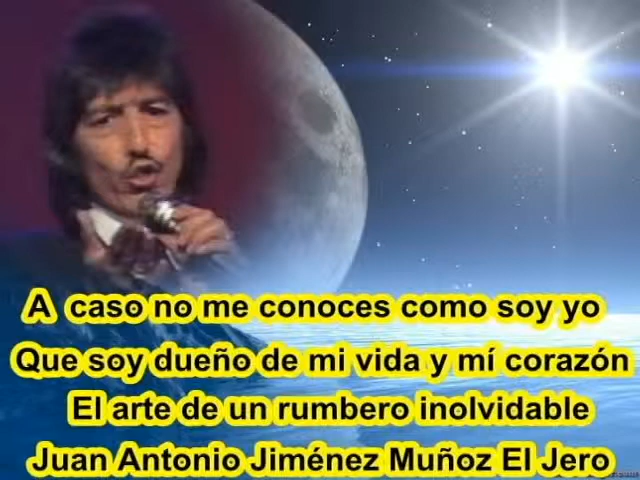 A caso no me conoces como soy yo
Que soy dueño de mi vida y mí corazón
El arte de un rumbero inolvidable
Juan Antonio Jiménez Muñoz El Jero